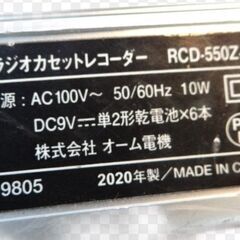 ラジオカセットレコーダー RCD-550Z
源：AC100V～ 50/60Hz 10W
DC9V⎓単2形乾電池×6本
株式会社 オーム電機
9805 2020年製/MADE IN C